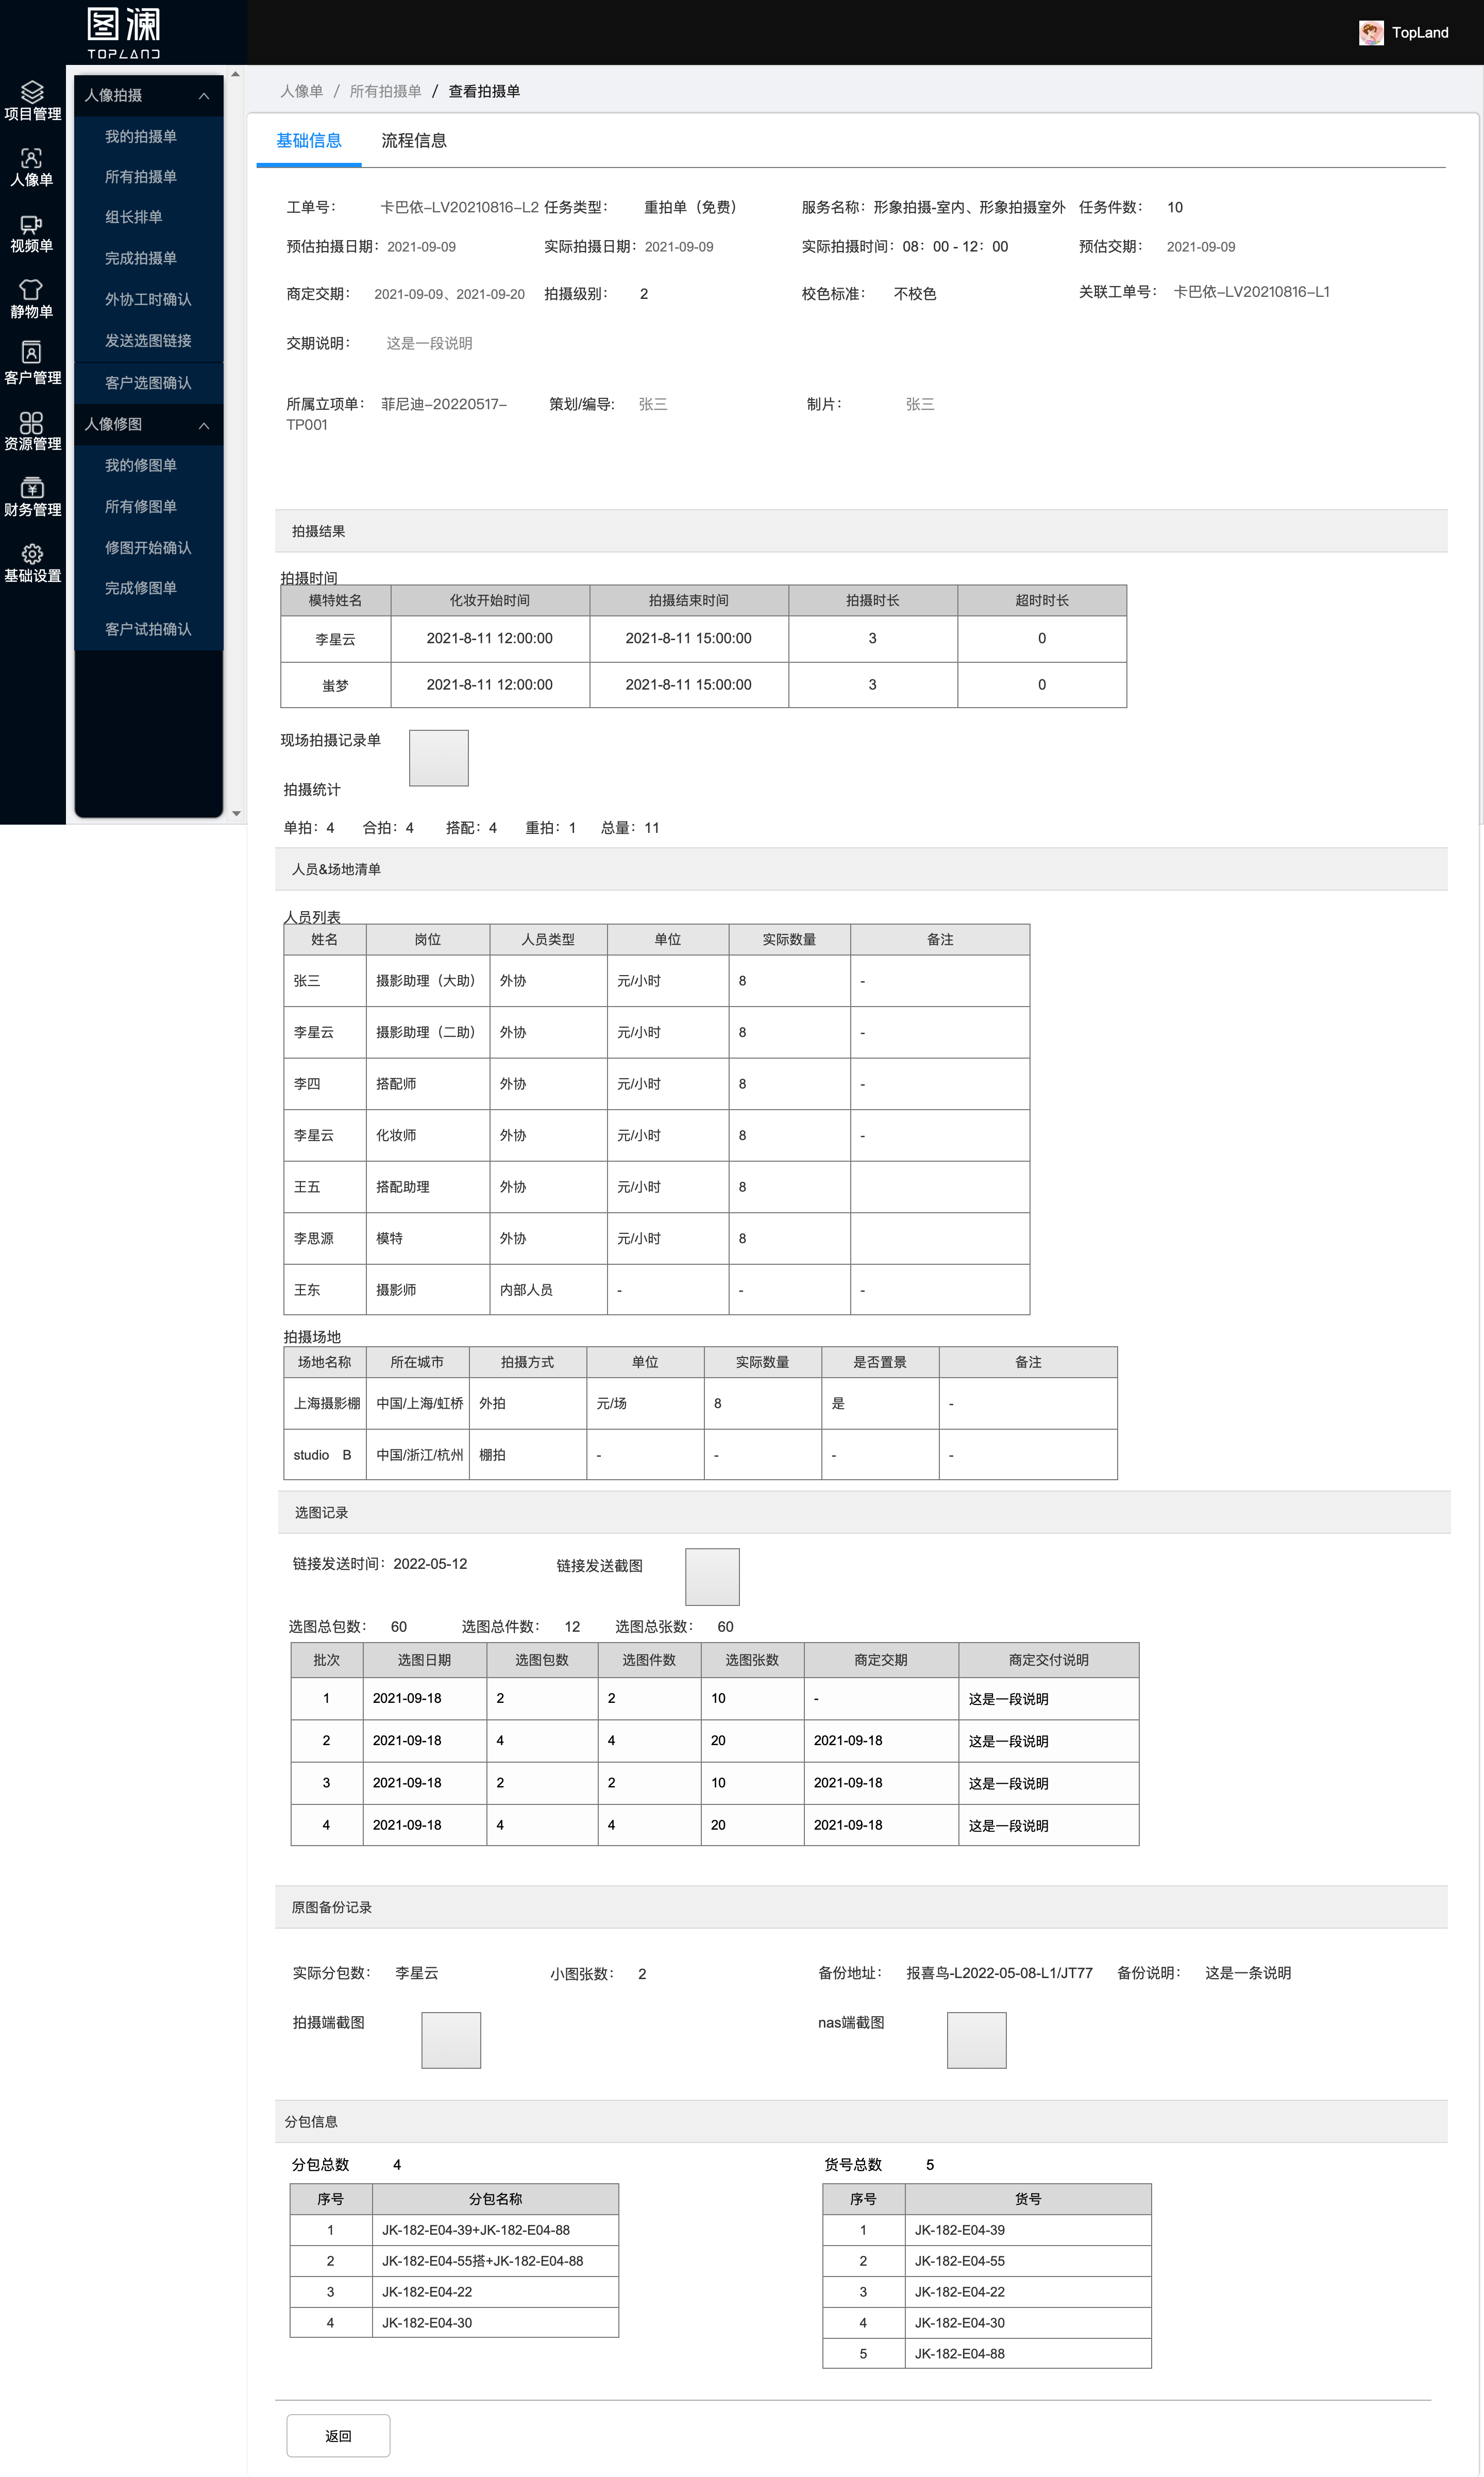 图澜
TOPLAND
TopLand
项目管理
人像单
视频单
静物单
客户管理
资源管理
财务管理
基础设置
人像拍摄
我的拍摄单
所有拍摄单
组长排单
完成拍摄单
外协工时确认
发送选图链接
客户选图确认
人像修图
我的修图单
所有修图单
修图开始确认
完成修图单
客户试拍确认
人像单 / 所有拍摄单 / 查看拍摄单
基础信息 流程信息
工单号： 卡巴依–LV20210816–L2 任务类型： 重拍单（免费） 服务名称：形象拍摄-室内、形象拍摄室外 任务件数： 10
预估拍摄日期：2021-09-09 实际拍摄日期：2021-09-09 实际拍摄时间：08：00 - 12：00 预估交期： 2021-09-09
商定交期： 2021-09-09、2021-09-20 拍摄级别： 2 校色标准： 不校色 关联工单号： 卡巴依–LV20210816–L1
交期说明： 这是一段说明
所属立项单： 菲尼迪–20220517– 策划/编导: 张三 制片： 张三
TP001
拍摄结果
拍摄时间
模特姓名 化妆开始时间 拍摄结束时间 拍摄时长 超时时长
李星云 2021-8-11 12:00:00 2021-8-11 15:00:00 3 0
蚩梦 2021-8-11 12:00:00 2021-8-11 15:00:00 3 0
现场拍摄记录单
拍摄统计
单拍：4 合拍：4 搭配：4 重拍：1 总量：11
人员&场地清单
人员列表
姓名 岗位 人员类型 单位 实际数量 备注
张三 摄影助理（大助） 外协 元/小时 8 -
李星云 摄影助理（二助） 外协 元/小时 8 -
李四 搭配师 外协 元/小时 8 -
李星云 化妆师 外协 元/小时 8 -
王五 搭配助理 外协 元/小时 8
李思源 模特 外协 元/小时 8
王东 摄影师 内部人员 - - -
拍摄场地
场地名称 所在城市 拍摄方式 单位 实际数量 是否置景 备注
上海摄影棚 中国/上海/虹桥 外拍 元/场 8 是 -
studio B 中国/浙江/杭州 棚拍 - - - -
选图记录
链接发送时间：2022-05-12 链接发送截图
选图总包数： 60 选图总件数： 12 选图总张数： 60
批次 选图日期 选图包数 选图件数 选图张数 商定交期 商定交付说明
1 2021-09-18 2 2 10 - 这是一段说明
2 2021-09-18 4 4 20 2021-09-18 这是一段说明
3 2021-09-18 2 2 10 2021-09-18 这是一段说明
4 2021-09-18 4 4 20 2021-09-18 这是一段说明
原图备份记录
实际分包数： 李星云 小图张数： 2 备份地址： 报喜鸟-L2022-05-08-L1/JT77 备份说明： 这是一条说明
拍摄端截图 nas端截图
分包信息
分包总数 4
序号 分包名称
1 JK-182-E04-39+JK-182-E04-88
2 JK-182-E04-55搭+JK-182-E04-88
3 JK-182-E04-22
4 JK-182-E04-30
货号总数 5
序号 货号
1 JK-182-E04-39
2 JK-182-E04-55
3 JK-182-E04-22
4 JK-182-E04-30
5 JK-182-E04-88
返回